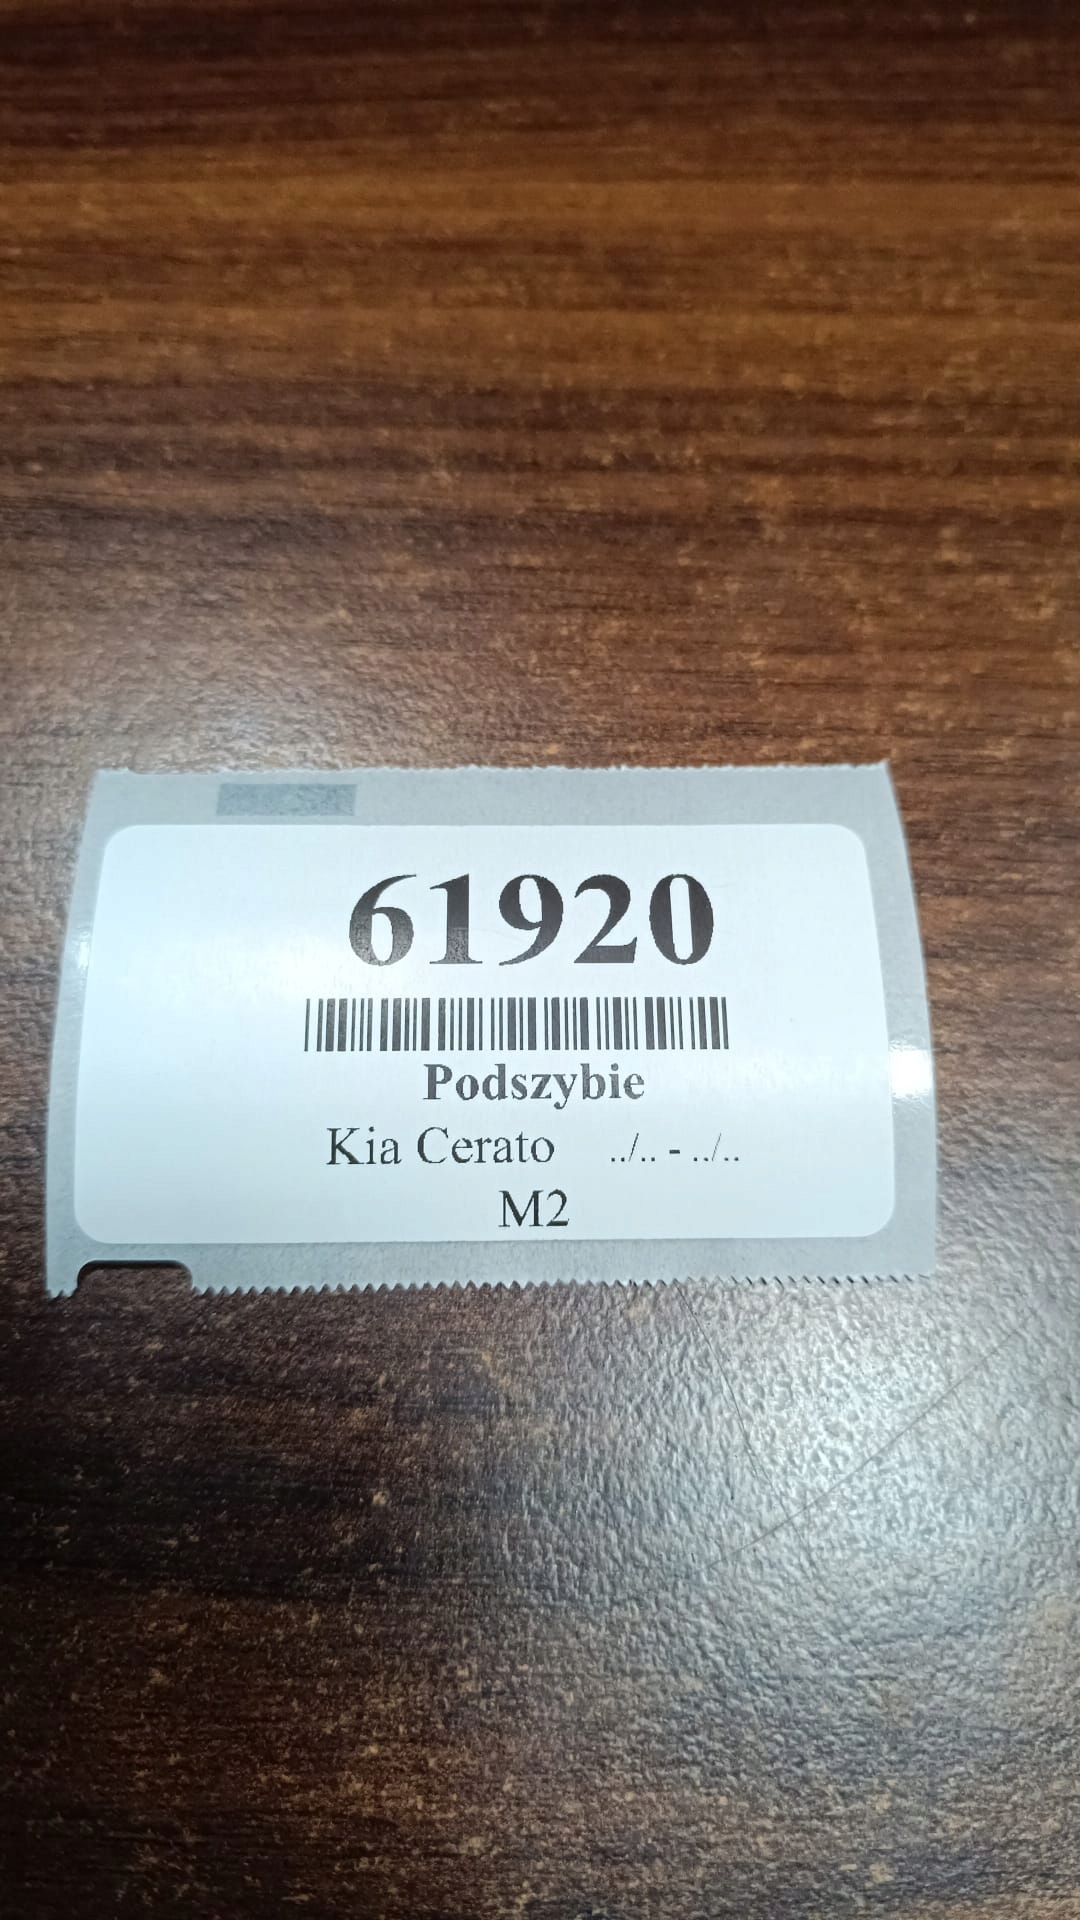 61920
Podszybie
Kia Cerato ../.. - ../..
M2